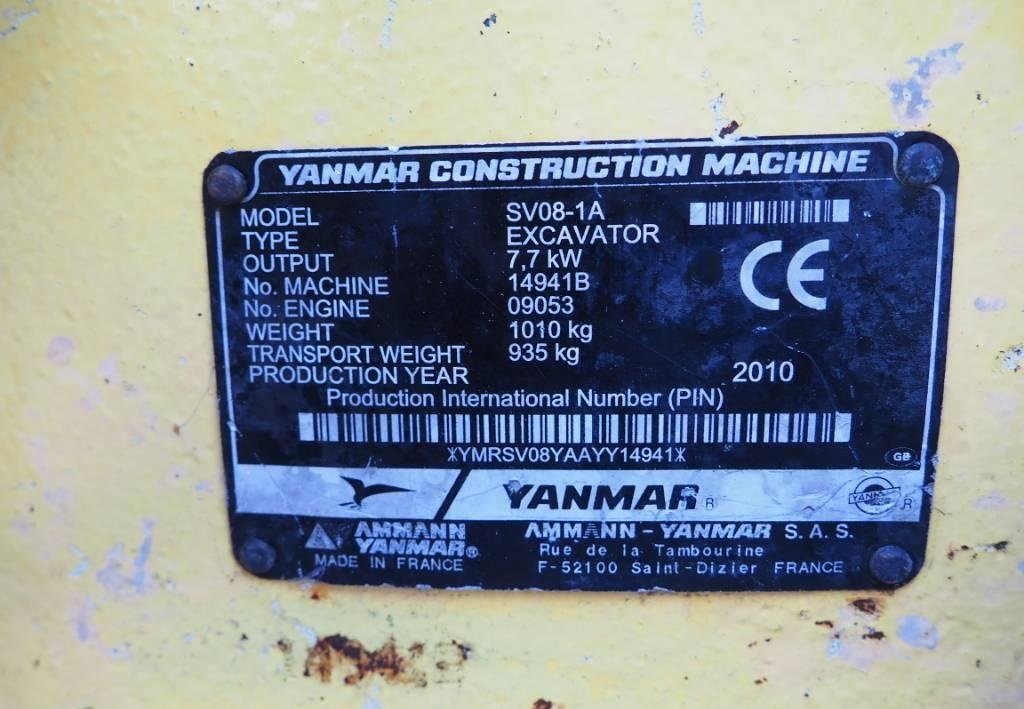 YANMAR CONSTRUCTION MACHINE
MODEL SV08-1A
TYPE EXCAVATOR
OUTPUT 7,7 kW
No. MACHINE 14941B
No. ENGINE 09053
WEIGHT 1010 kg
TRANSPORT WEIGHT 935 kg
PRODUCTION YEAR 2010
CE
Production International Number (PIN)
*YMRSV08YAAYY14941*
GB
YANMAR ®
YANMAR ®
AMMANN
YANMAR®
MADE IN FRANCE
AMMANN - YANMAR S.A.S.
Rue de la Tambourine
F-52100 Saint-Dizier FRANCE